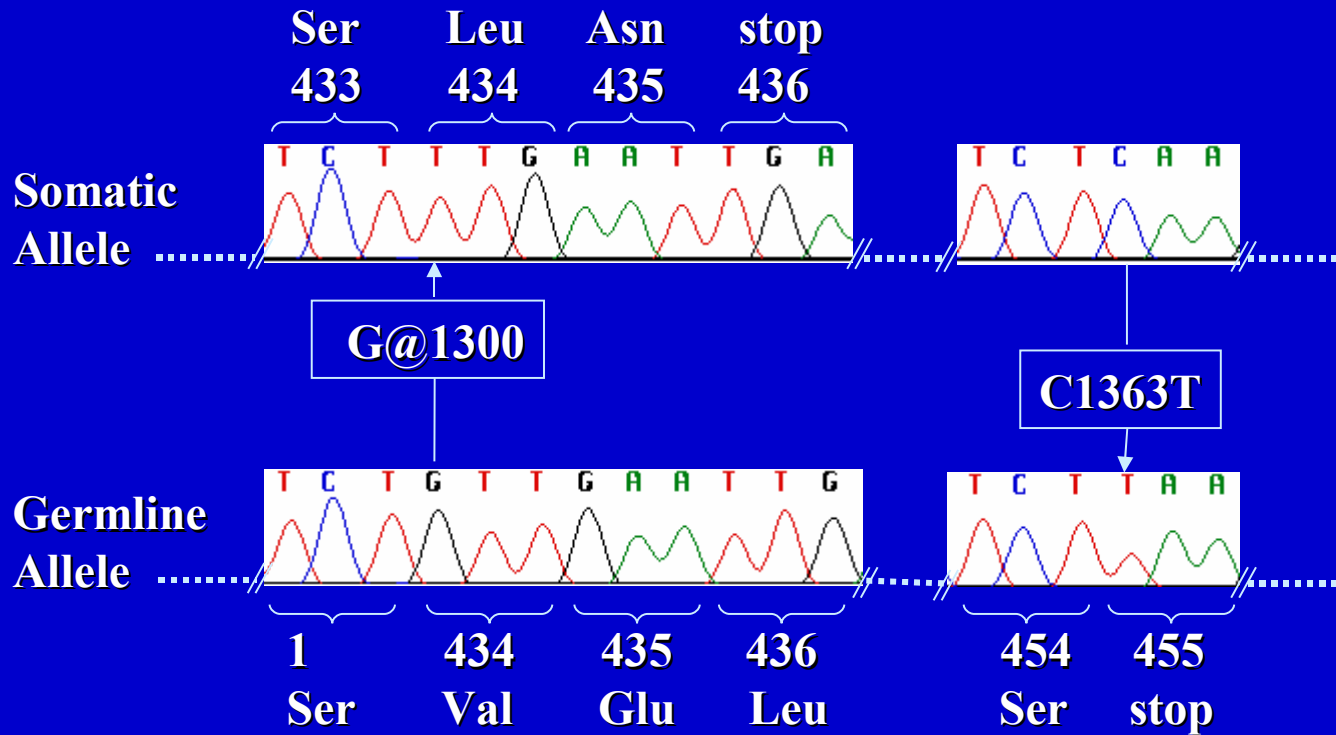 Ser Leu Asn stop
433 434 435 436
T C T T T G A A T T G A T C T C A A
Somatic
Allele
G@1300
C1363T
T C T G T T G A A T T G T C T T A A
Germline
Allele
1 434 435 436 454 455
Ser Val Glu Leu Ser stop